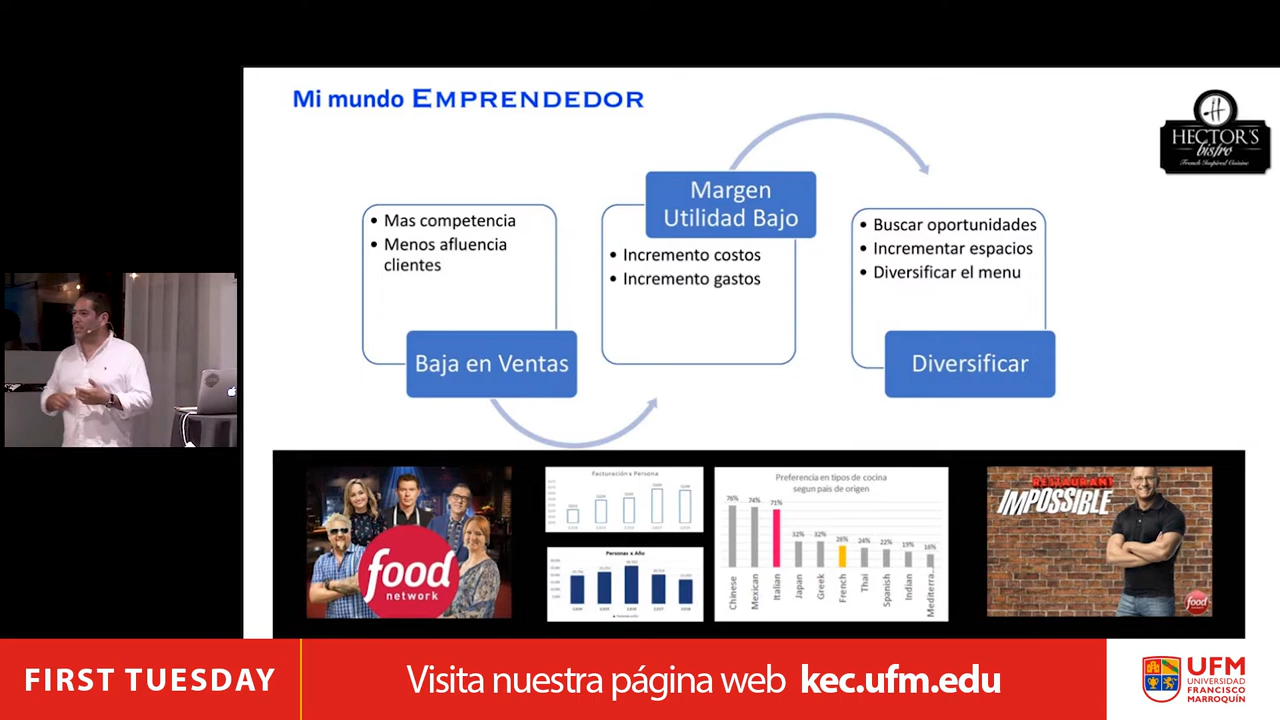 Mi mundo EMPRENDEDOR
H
HECTOR'S
bistro
French Inspired Cuisine
• Mas competencia
• Menos afluencia
clientes
Baja en Ventas
Margen
Utilidad Bajo
• Incremento costos
• Incremento gastos
• Buscar oportunidades
• Incrementar espacios
• Diversificar el menu
Diversificar
food
network
Facturación x Persona
Personas x Año
Preferencia en tipos de cocina
segun pais de origen
76% 74% 71% 32% 32% 26% 24% 22% 19% 16%
Chinese Mexican Italian Japan Greek French Thai Spanish Indian Mediterra...
RESTAURANT
IMPOSSIBLE
food
FIRST TUESDAY
Visita nuestra página web kec.ufm.edu
UFM
UNIVERSIDAD
FRANCISCO
MARROQUÍN